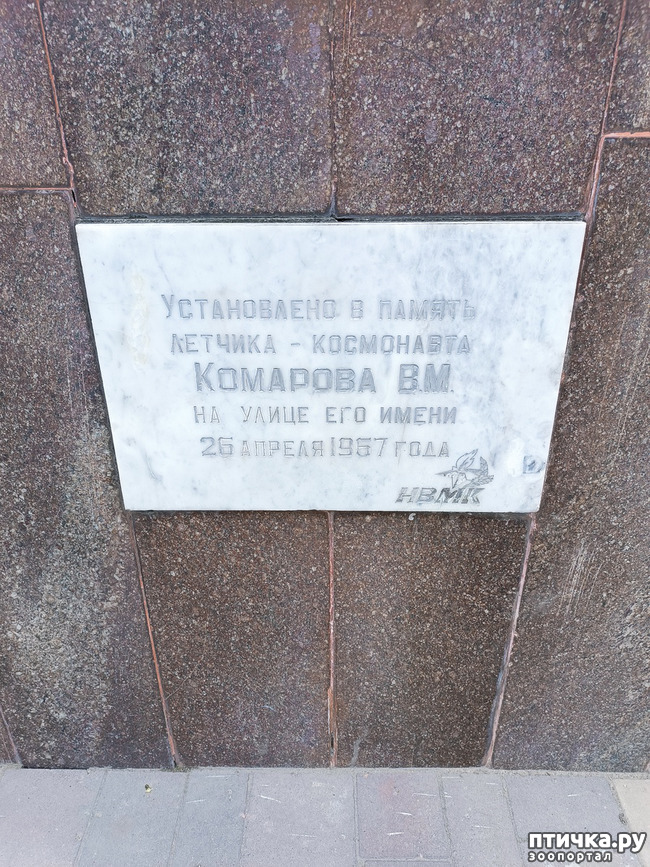 Установлено в память
летчика - космонавта
Комарова В.М.
на улице его имени
26 апреля 1967 года
НВМК
птичка.ру
зоопортал